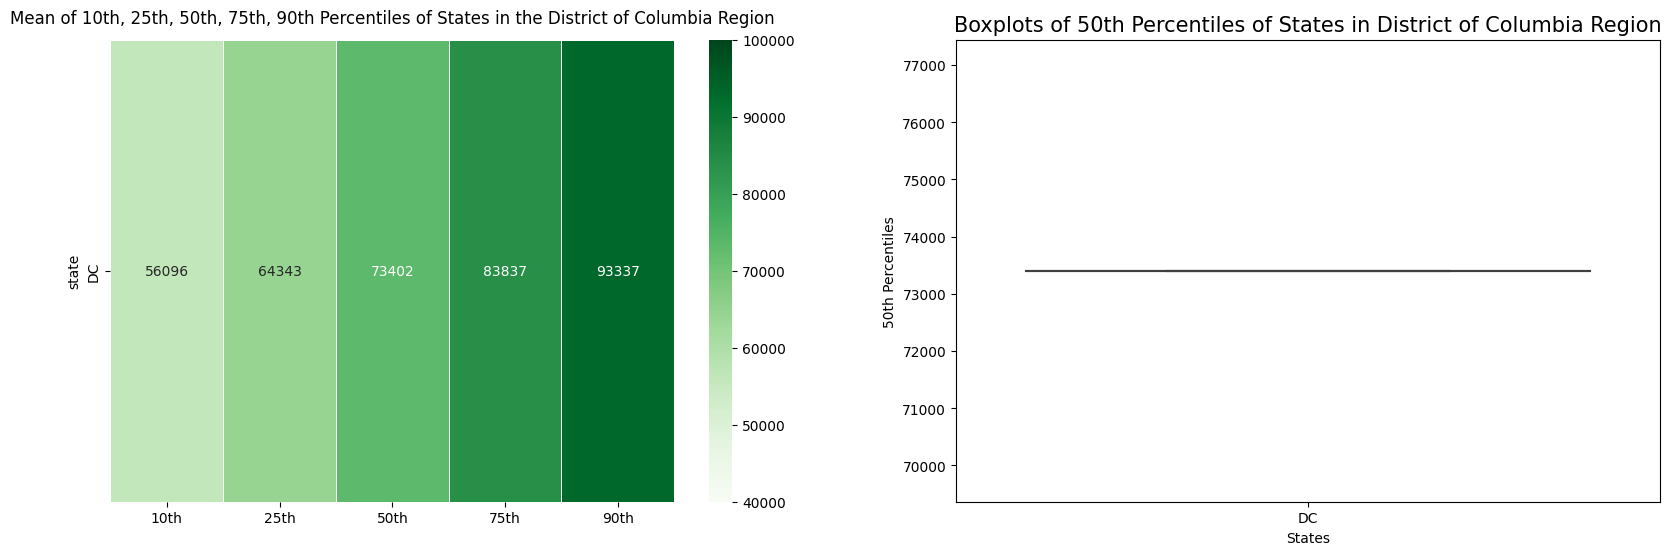 Mean of 10th, 25th, 50th, 75th, 90th Percentiles of States in the District of Columbia Region
state
DC
56096 64343 73402 83837 93337
10th 25th 50th 75th 90th
100000
90000
80000
70000
60000
50000
40000
Boxplots of 50th Percentiles of States in District of Columbia Region
50th Percentiles
77000
76000
75000
74000
73000
72000
71000
70000
DC
States